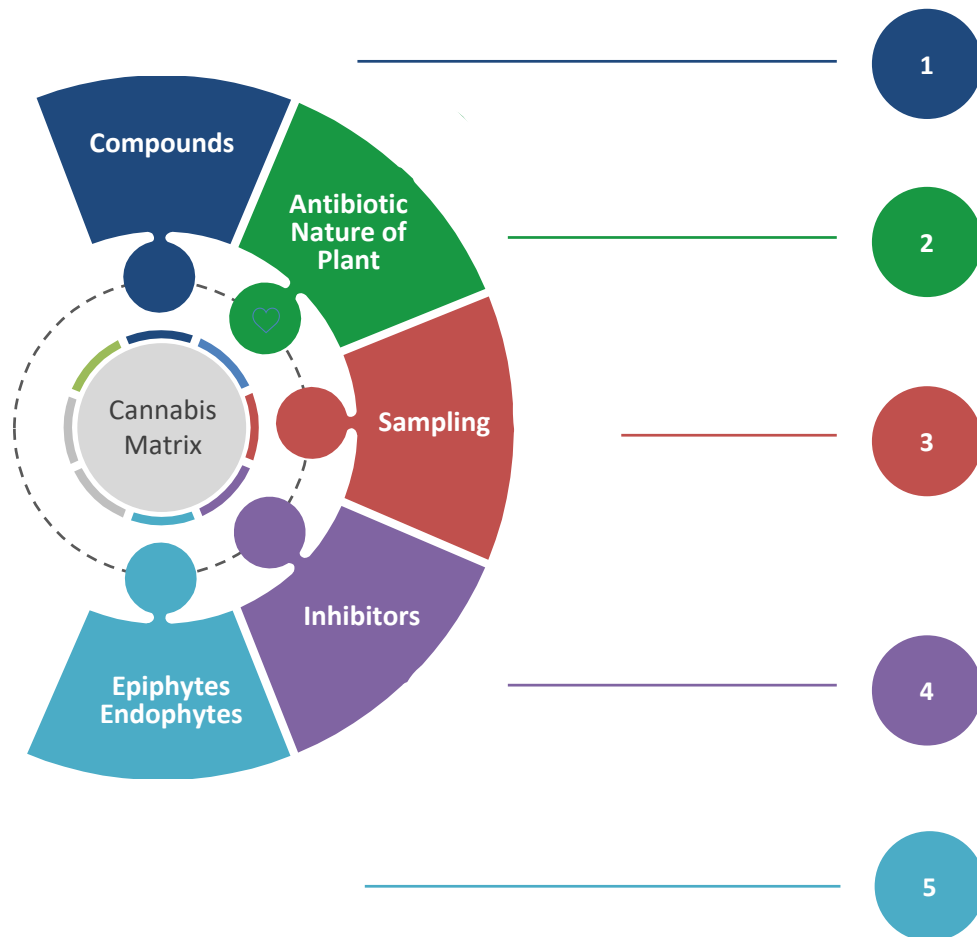 1
Compounds
Antibiotic
Nature of
Plant
2
Cannabis
Matrix
Sampling
3
Inhibitors
4
Epiphytes
Endophytes
5